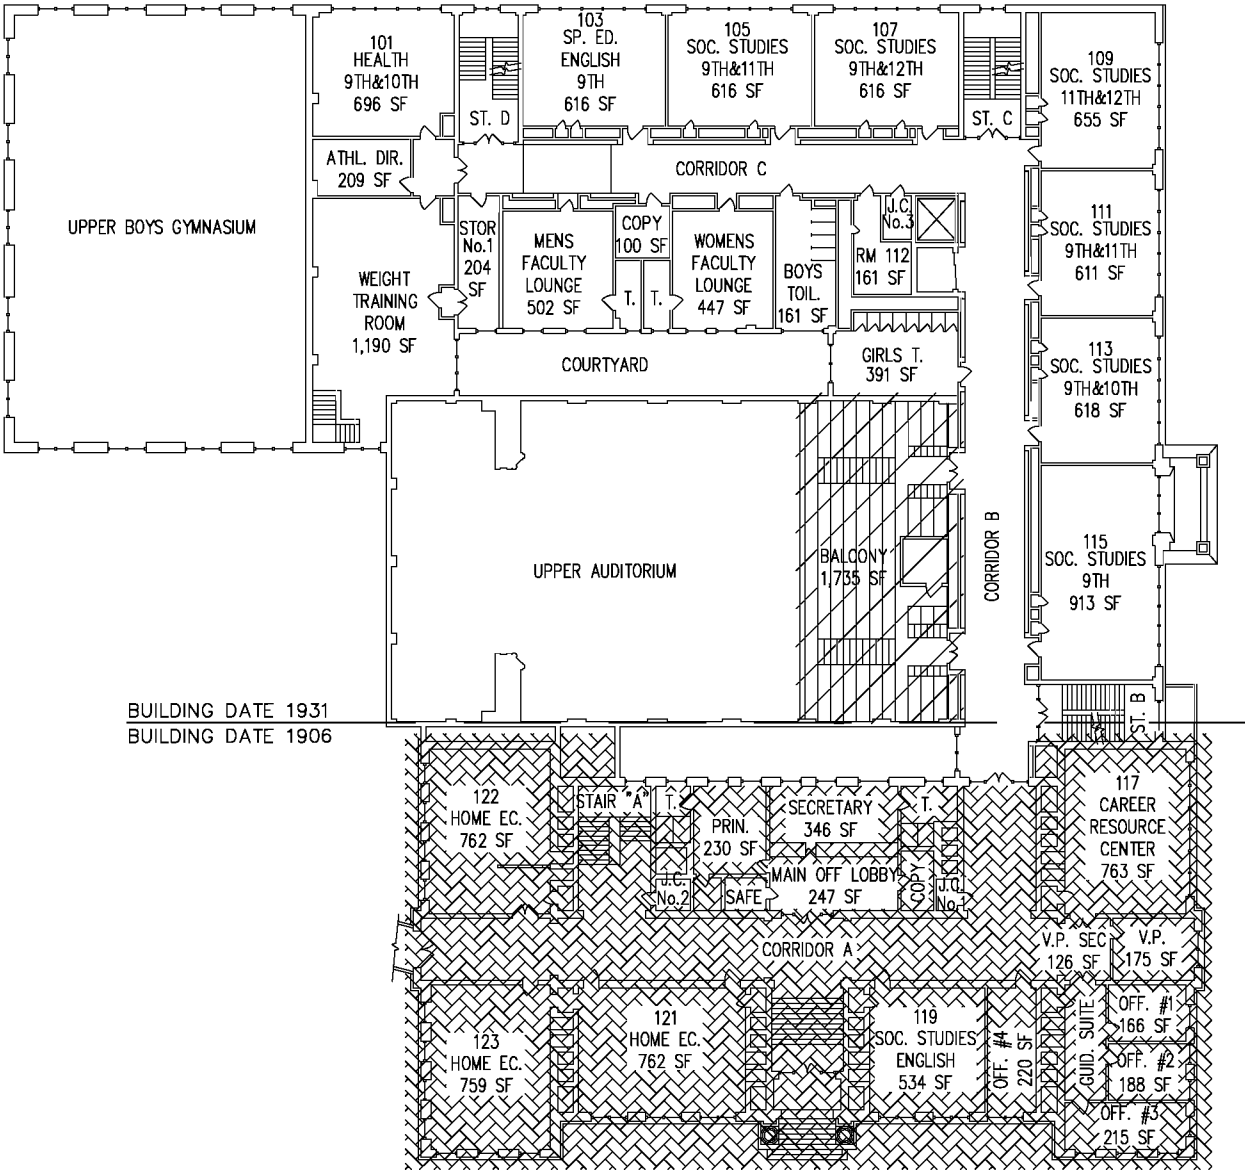 101
HEALTH
9TH&10TH
696 SF
ST. D
103
SP. ED.
ENGLISH
9TH
616 SF
105
SOC. STUDIES
9TH&11TH
616 SF
107
SOC. STUDIES
9TH&12TH
616 SF
ST. C
109
SOC. STUDIES
11TH&12TH
655 SF
ATHL. DIR.
209 SF
CORRIDOR C
UPPER BOYS GYMNASIUM
WEIGHT
TRAINING
ROOM
1,190 SF
STOR
No.1
204
SF
MENS
FACULTY
LOUNGE
502 SF
COPY
100 SF
T.
T.
WOMENS
FACULTY
LOUNGE
447 SF
BOYS
TOIL.
161 SF
J.C.
No.3
RM 112
161 SF
111
SOC. STUDIES
9TH&11TH
611 SF
COURTYARD
GIRLS T.
391 SF
113
SOC. STUDIES
9TH&10TH
618 SF
UPPER AUDITORIUM
BALCONY
1,735 SF
CORRIDOR B
115
SOC. STUDIES
9TH
913 SF
ST. B
BUILDING DATE 1931
BUILDING DATE 1906
122
HOME EC.
762 SF
STAIR "A"
T.
J.C.
No.2
PRIN.
230 SF
SAFE
SECRETARY
346 SF
MAIN OFF LOBBY
247 SF
T.
COPY
J.C.
No.1
117
CAREER
RESOURCE
CENTER
763 SF
CORRIDOR A
V.P. SEC
126 SF
V.P.
175 SF
123
HOME EC.
759 SF
121
HOME EC.
762 SF
119
SOC. STUDIES
ENGLISH
534 SF
OFF. #4
220 SF
GUID. SUITE
OFF. #1
166 SF
OFF. #2
188 SF
OFF. #3
215 SF